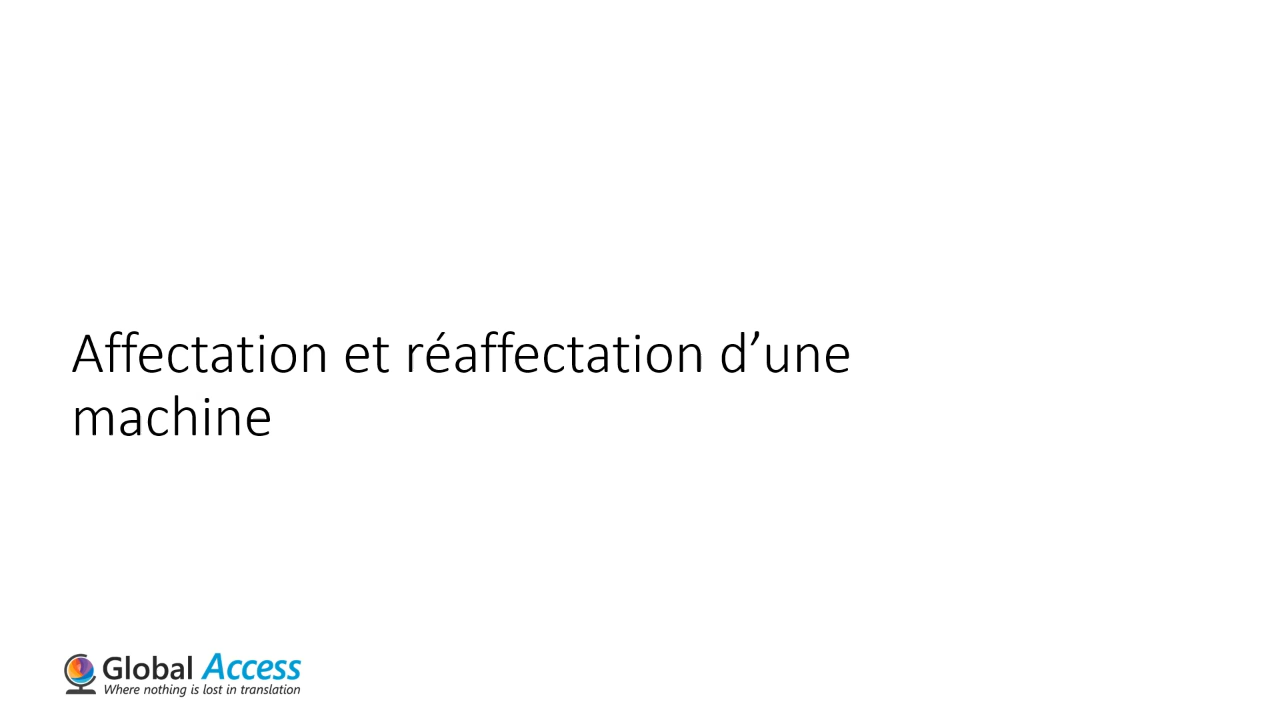 Affectation et réaffectation d’une
machine
Global Access
Where nothing is lost in translation